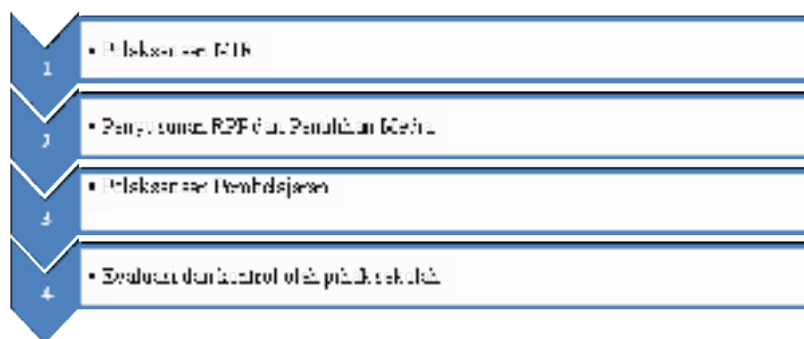 1
• Pelaksanaan
2
• Penyusunan RPP dan Pemilihan Media
3
• Pelaksanaan Pembelajaran
4
• Evaluasi dan kontrol oleh pihak sekolah